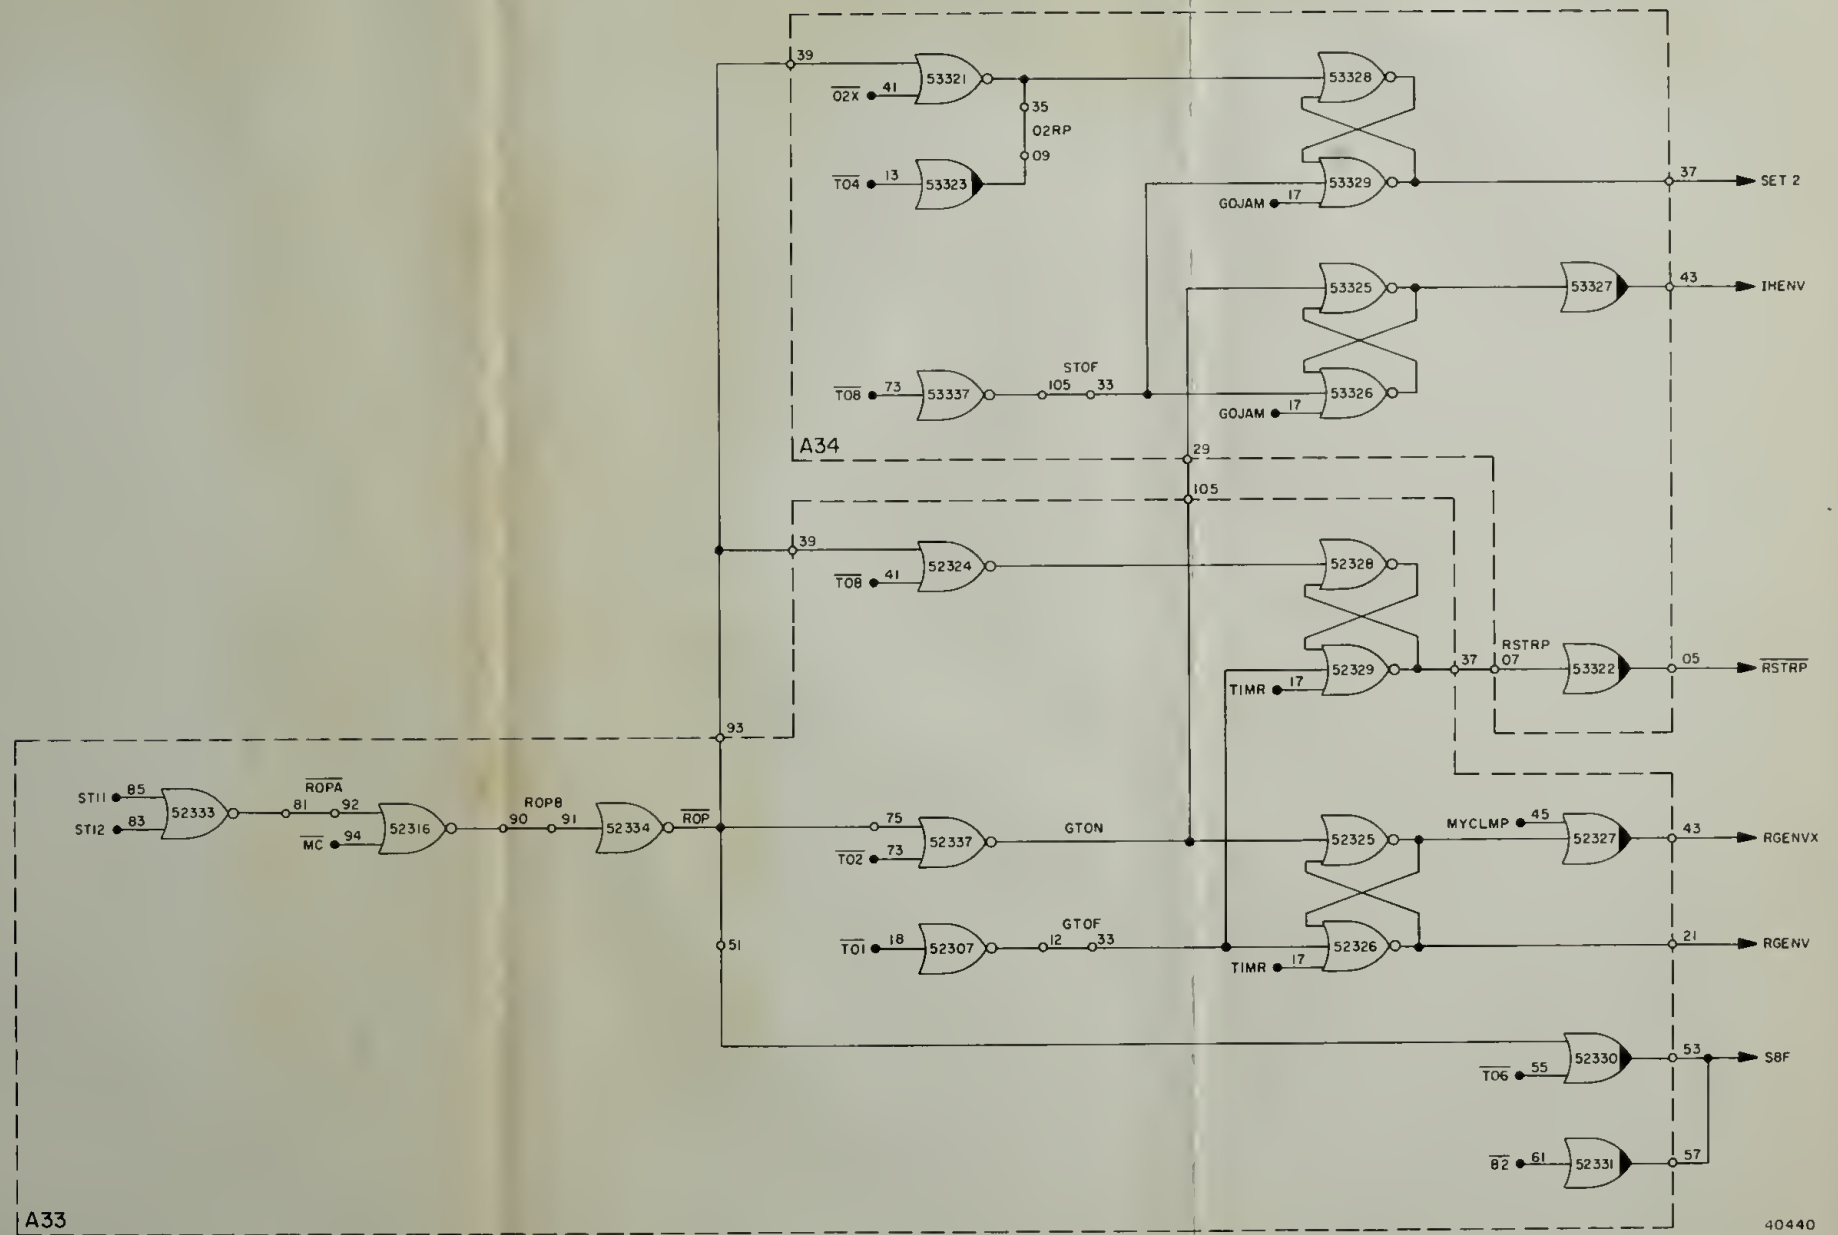 39
53321
O2X 41
35
O2RP
09
T04 13
53323
53328
53329
GOJAM 17
37 SET 2
53325
53327
43 IHENV
T08 73
53337
STOF
105 33
53326
GOJAM 17
A34
29
105
39
52324
T08 41
52328
52329
TIMR 17
37
RSTRP
07
53322
05 RSTRP
93
ST11 85
ST12 83
52333
ROPA
81 92
MC 94
52316
ROPB
90 91
52334
ROP
75
T02 73
52337
GTON
52325
MYCLMP 45
52327
43 RGENVX
51
T01 18
52307
GTOF
12 33
52326
TIMR 17
21 RGENV
52330
T06 55
53 SBF
B2 61
52331
57
A33
40440